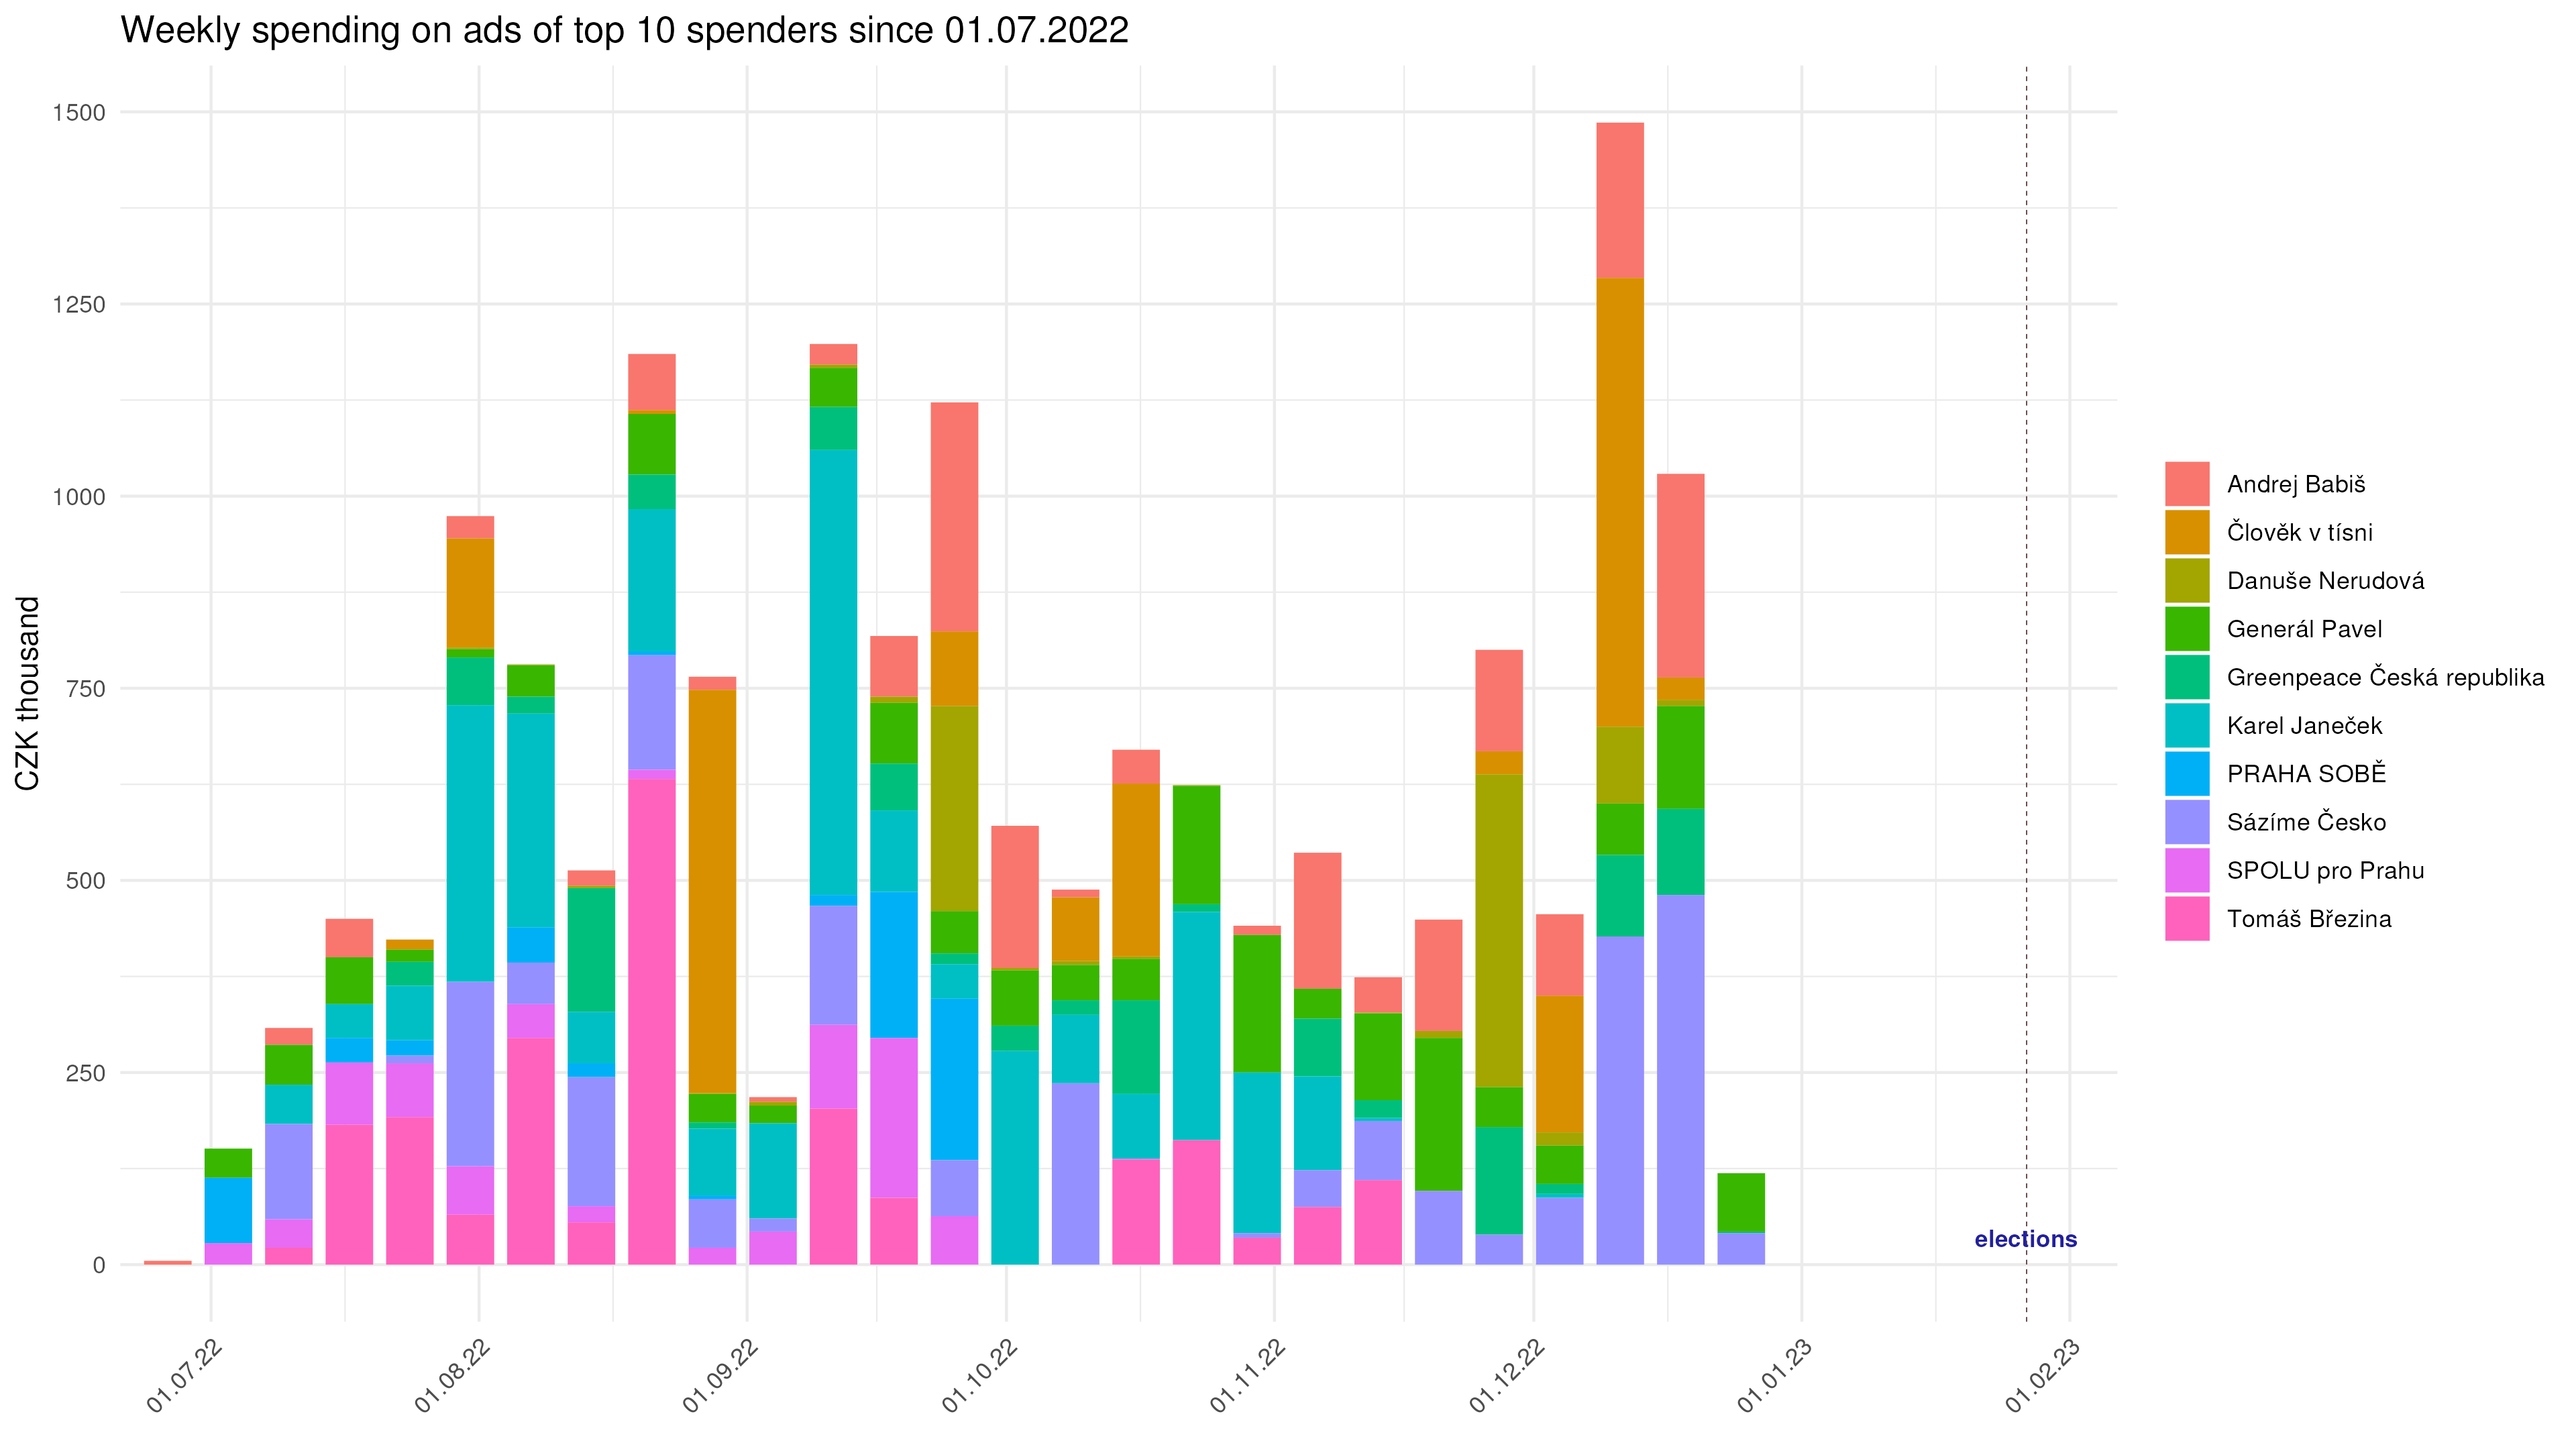 Weekly spending on ads of top 10 spenders since 01.07.2022
CZK thousand
1500
1250
1000
750
500
250
0
01.07.22
01.08.22
01.09.22
01.10.22
01.11.22
01.12.22
01.01.23
01.02.23
elections
Andrej Babiš
Člověk v tísni
Danuše Nerudová
Generál Pavel
Greenpeace Česká republika
Karel Janeček
PRAHA SOBĚ
Sázíme Česko
SPOLU pro Prahu
Tomáš Březina